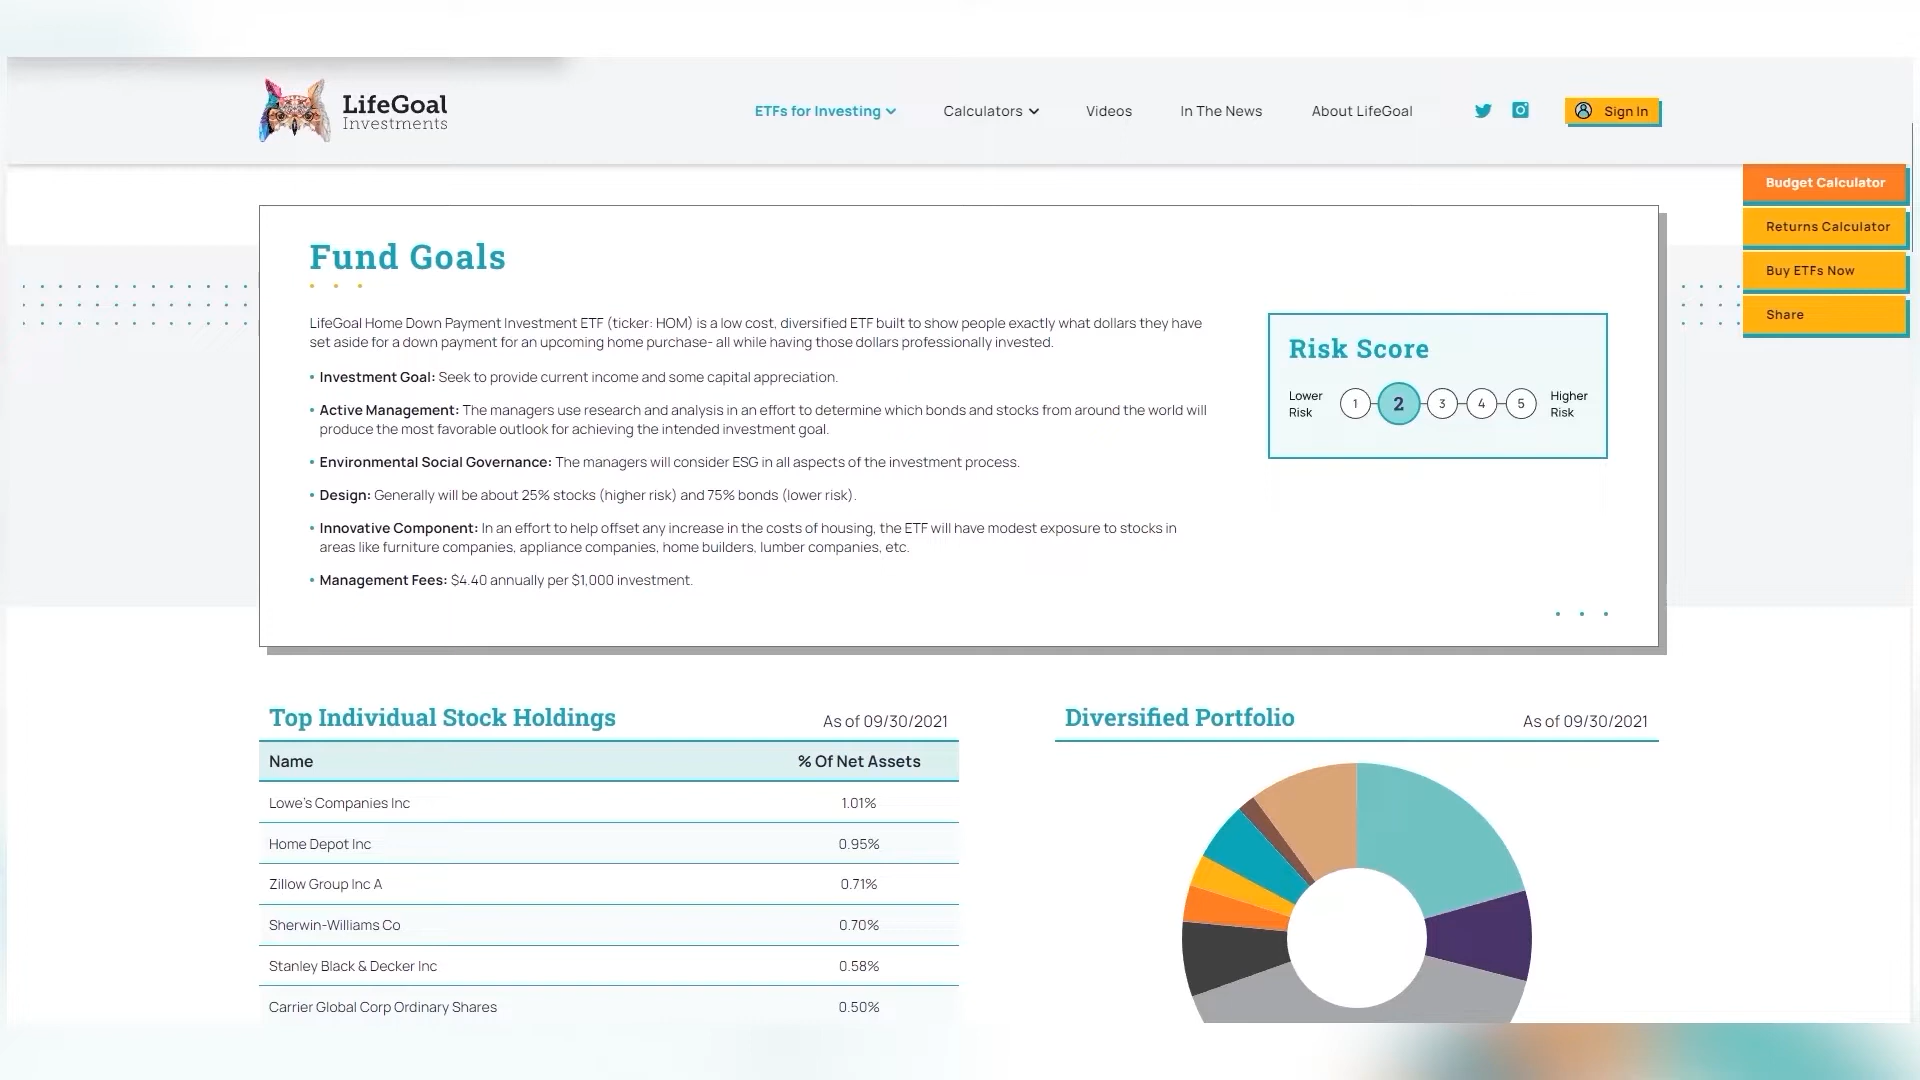 LifeGoal
Investments
ETFs for Investing
Calculators
Videos
In The News
About LifeGoal
Sign In
Budget Calculator
Returns Calculator
Buy ETFs Now
Share
Fund Goals
LifeGoal Home Down Payment Investment ETF (ticker: HOM) is a low cost, diversified ETF built to show people exactly what dollars they have
set aside for a down payment for an upcoming home purchase- all while having those dollars professionally invested.
• Investment Goal: Seek to provide current income and some capital appreciation.
• Active Management: The managers use research and analysis in an effort to determine which bonds and stocks from around the world will
produce the most favorable outlook for achieving the intended investment goal.
• Environmental Social Governance: The managers will consider ESG in all aspects of the investment process.
• Design: Generally will be about 25% stocks (higher risk) and 75% bonds (lower risk).
• Innovative Component: In an effort to help offset any increase in the costs of housing, the ETF will have modest exposure to stocks in
areas like furniture companies, appliance companies, home builders, lumber companies, etc.
• Management Fees: $4.40 annually per $1,000 investment.
Risk Score
Lower
Risk
1 2 3 4 5
Higher
Risk
Top Individual Stock Holdings As of 09/30/2021
Name % Of Net Assets
Lowe's Companies Inc 1.01%
Home Depot Inc 0.95%
Zillow Group Inc A 0.71%
Sherwin-Williams Co 0.70%
Stanley Black & Decker Inc 0.58%
Carrier Global Corp Ordinary Shares 0.50%
Diversified Portfolio As of 09/30/2021